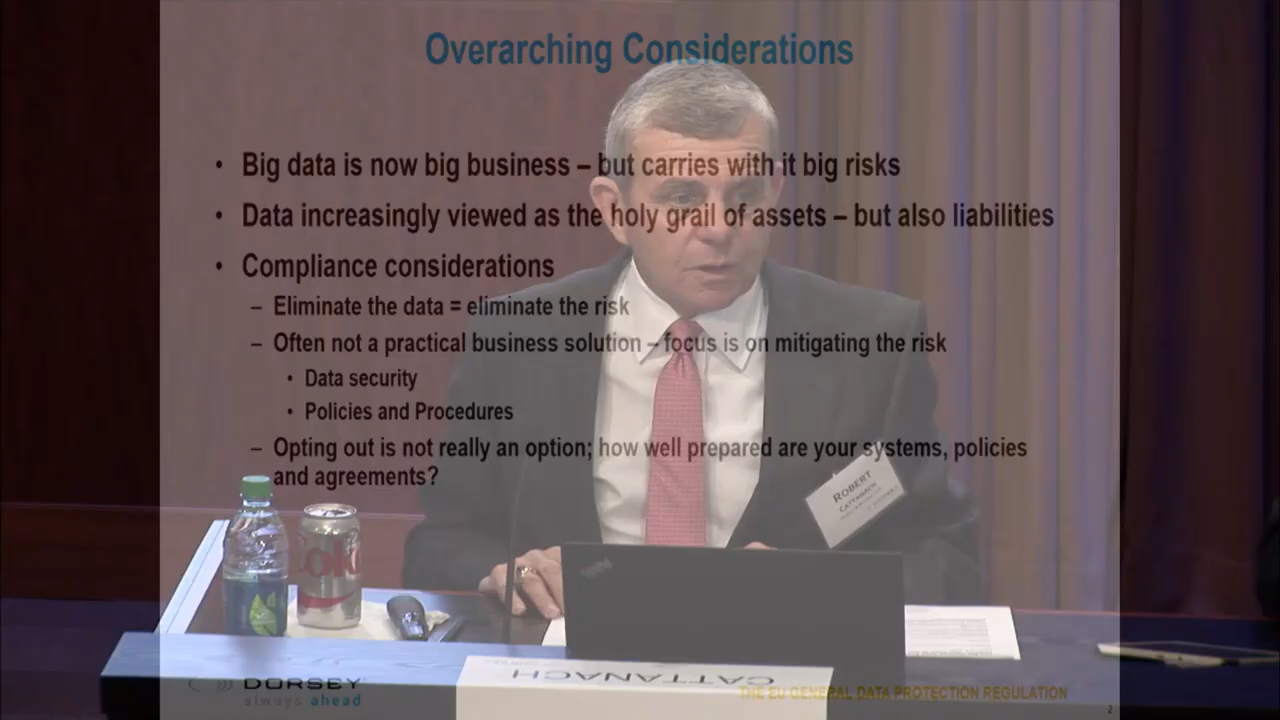 Overarching Considerations
• Big data is now big business – but carries with it big risks
• Data increasingly viewed as the holy grail of assets – but also liabilities
• Compliance considerations
– Eliminate the data = eliminate the risk
– Often not a practical business solution – focus is on mitigating the risk
• Data security
• Policies and Procedures
– Opting out is not really an option; how well prepared are your systems, policies
and agreements?
ROBERT
CATTANACH
Coke
CATTANACH
DORSEY
always ahead
THE EU GENERAL DATA PROTECTION REGULATION
2